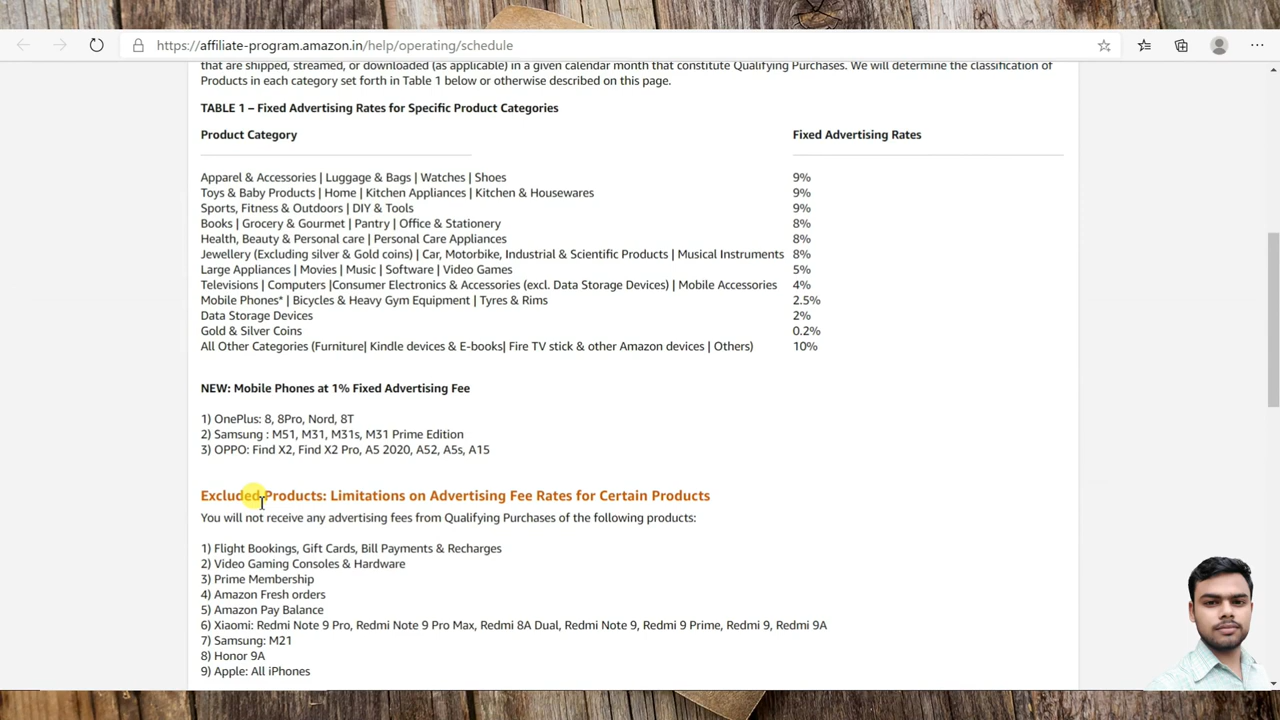 https://affiliate-program.amazon.in/help/operating/schedule
that are shipped, streamed, or downloaded (as applicable) in a given calendar month that constitute Qualifying Purchases. We will determine the classification of
Products in each category set forth in Table 1 below or otherwise described on this page.
TABLE 1 – Fixed Advertising Rates for Specific Product Categories
Product Category Fixed Advertising Rates
Apparel & Accessories | Luggage & Bags | Watches | Shoes 9%
Toys & Baby Products | Home | Kitchen Appliances | Kitchen & Housewares 9%
Sports, Fitness & Outdoors | DIY & Tools 9%
Books | Grocery & Gourmet | Pantry | Office & Stationery 8%
Health, Beauty & Personal care | Personal Care Appliances 8%
Jewellery (Excluding silver & Gold coins) | Car, Motorbike, Industrial & Scientific Products | Musical Instruments 8%
Large Appliances | Movies | Music | Software | Video Games 5%
Televisions | Computers |Consumer Electronics & Accessories (excl. Data Storage Devices) | Mobile Accessories 4%
Mobile Phones* | Bicycles & Heavy Gym Equipment | Tyres & Rims 2.5%
Data Storage Devices 2%
Gold & Silver Coins 0.2%
All Other Categories (Furniture| Kindle devices & E-books| Fire TV stick & other Amazon devices | Others) 10%
NEW: Mobile Phones at 1% Fixed Advertising Fee
1) OnePlus: 8, 8Pro, Nord, 8T
2) Samsung : M51, M31, M31s, M31 Prime Edition
3) OPPO: Find X2, Find X2 Pro, A5 2020, A52, A5s, A15
Excluded Products: Limitations on Advertising Fee Rates for Certain Products
You will not receive any advertising fees from Qualifying Purchases of the following products:
1) Flight Bookings, Gift Cards, Bill Payments & Recharges
2) Video Gaming Consoles & Hardware
3) Prime Membership
4) Amazon Fresh orders
5) Amazon Pay Balance
6) Xiaomi: Redmi Note 9 Pro, Redmi Note 9 Pro Max, Redmi 8A Dual, Redmi Note 9, Redmi 9 Prime, Redmi 9, Redmi 9A
7) Samsung: M21
8) Honor 9A
9) Apple: All iPhones